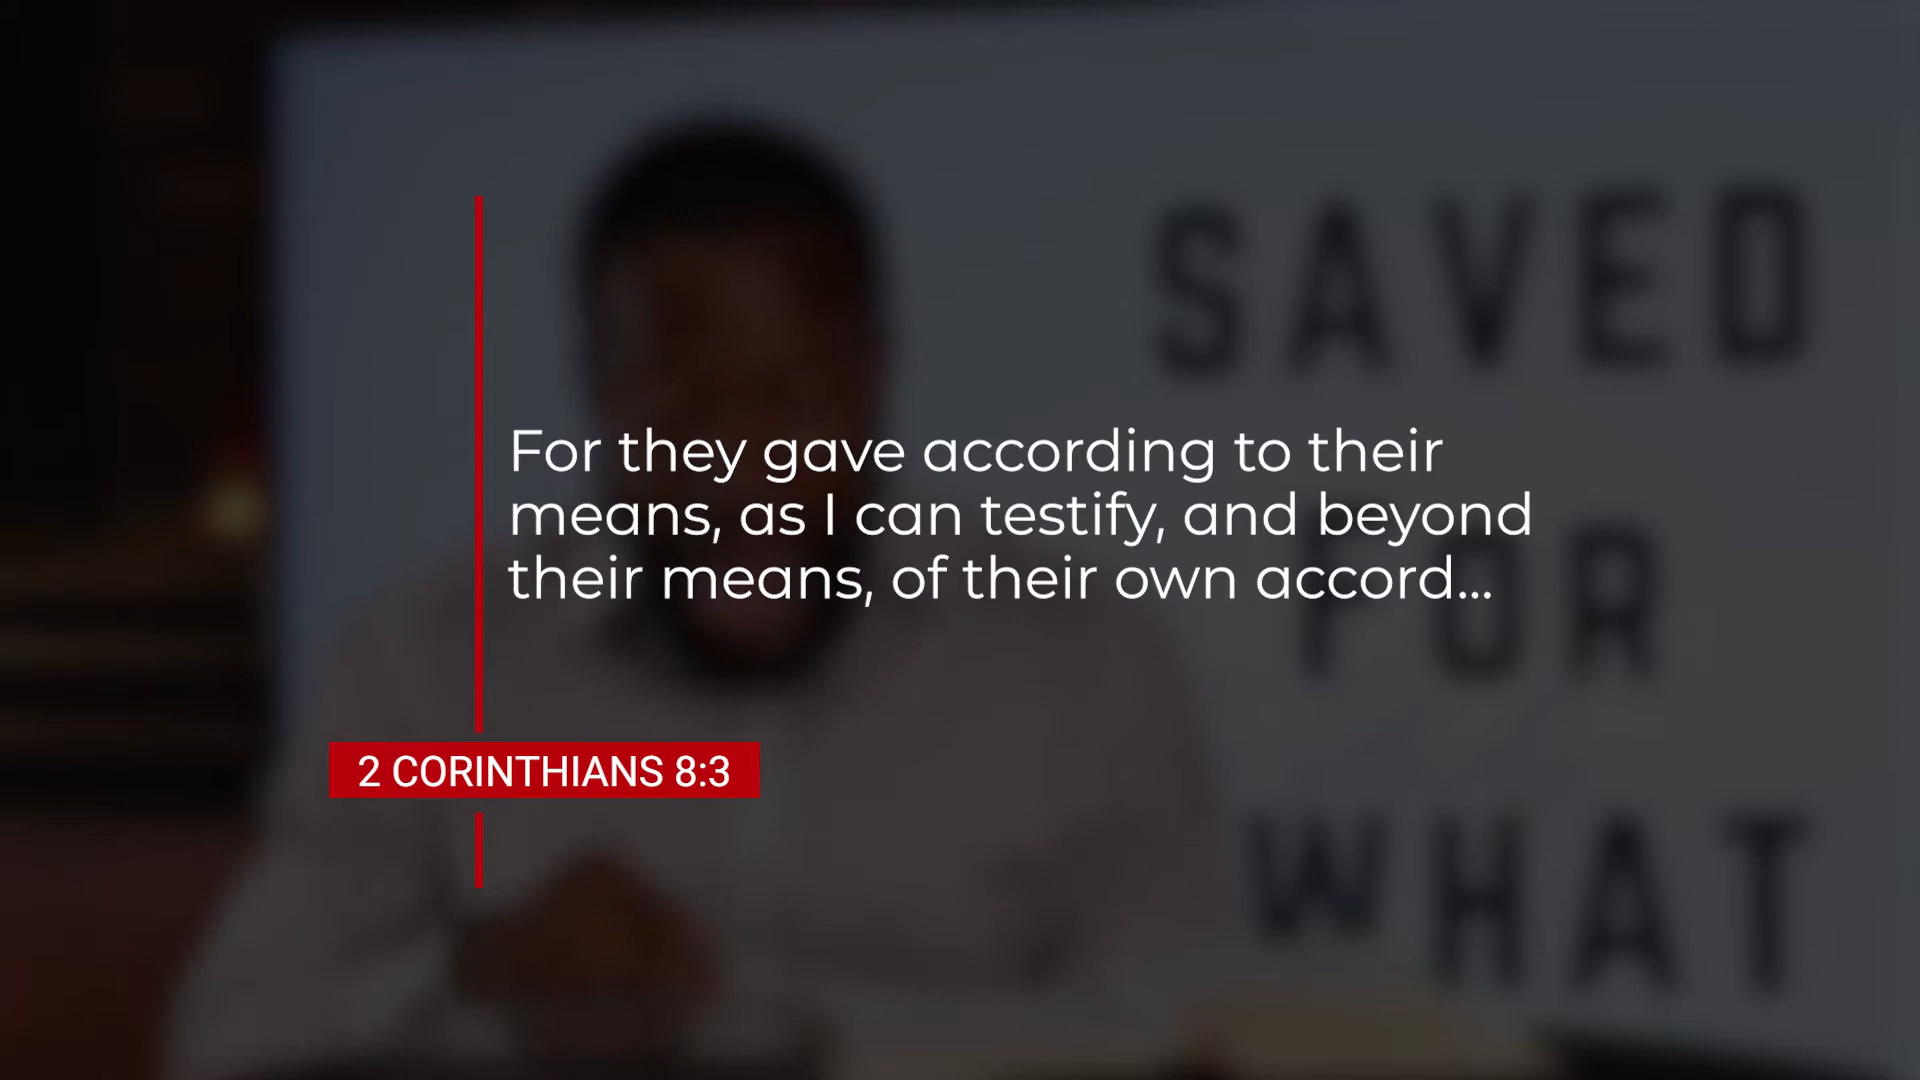 For they gave according to their
means, as I can testify, and beyond
their means, of their own accord...
2 CORINTHIANS 8:3
SAVED
FOR
WHAT